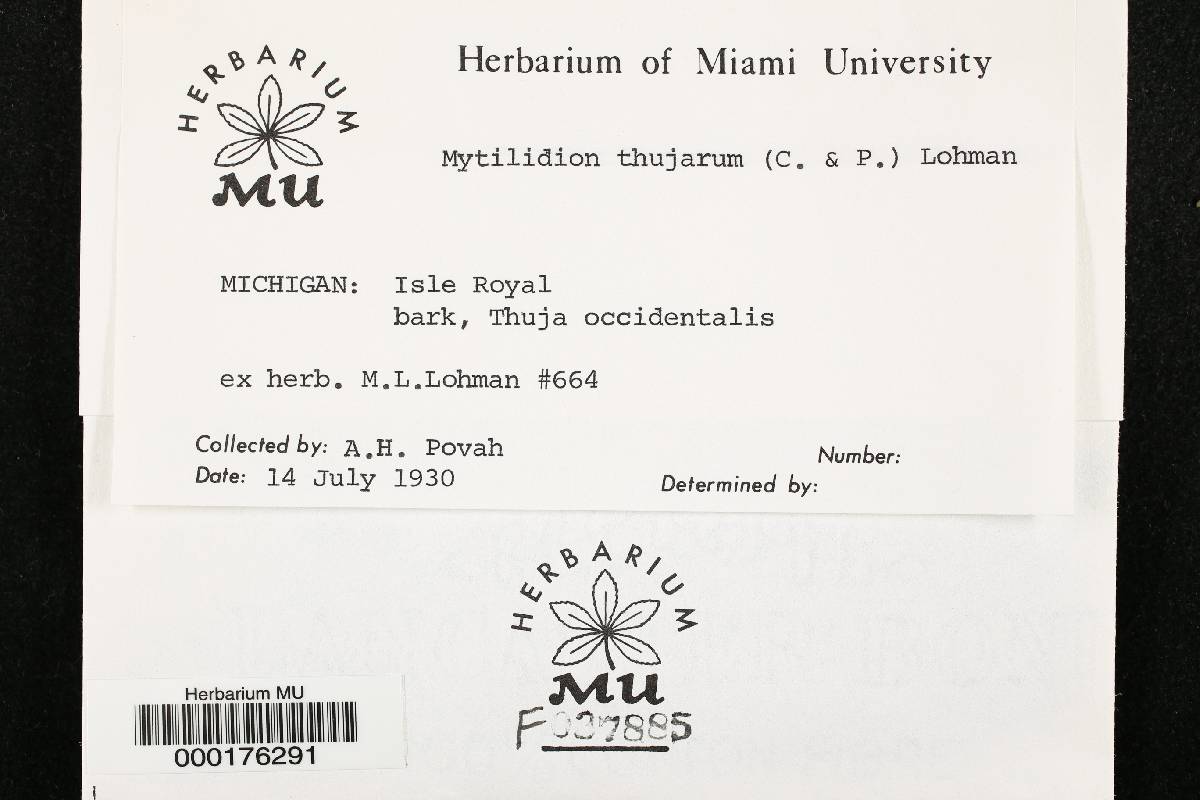 HERBARIUM
MU
Herbarium of Miami University
Mytilidion thujarum (C. & P.) Lohman
MICHIGAN: Isle Royal
bark, Thuja occidentalis
ex herb. M.L.Lohman #664
Collected by: A.H. Povah
Number:
Date: 14 July 1930
Determined by:
HERBARIUM
MU
F037885
Herbarium MU
000176291